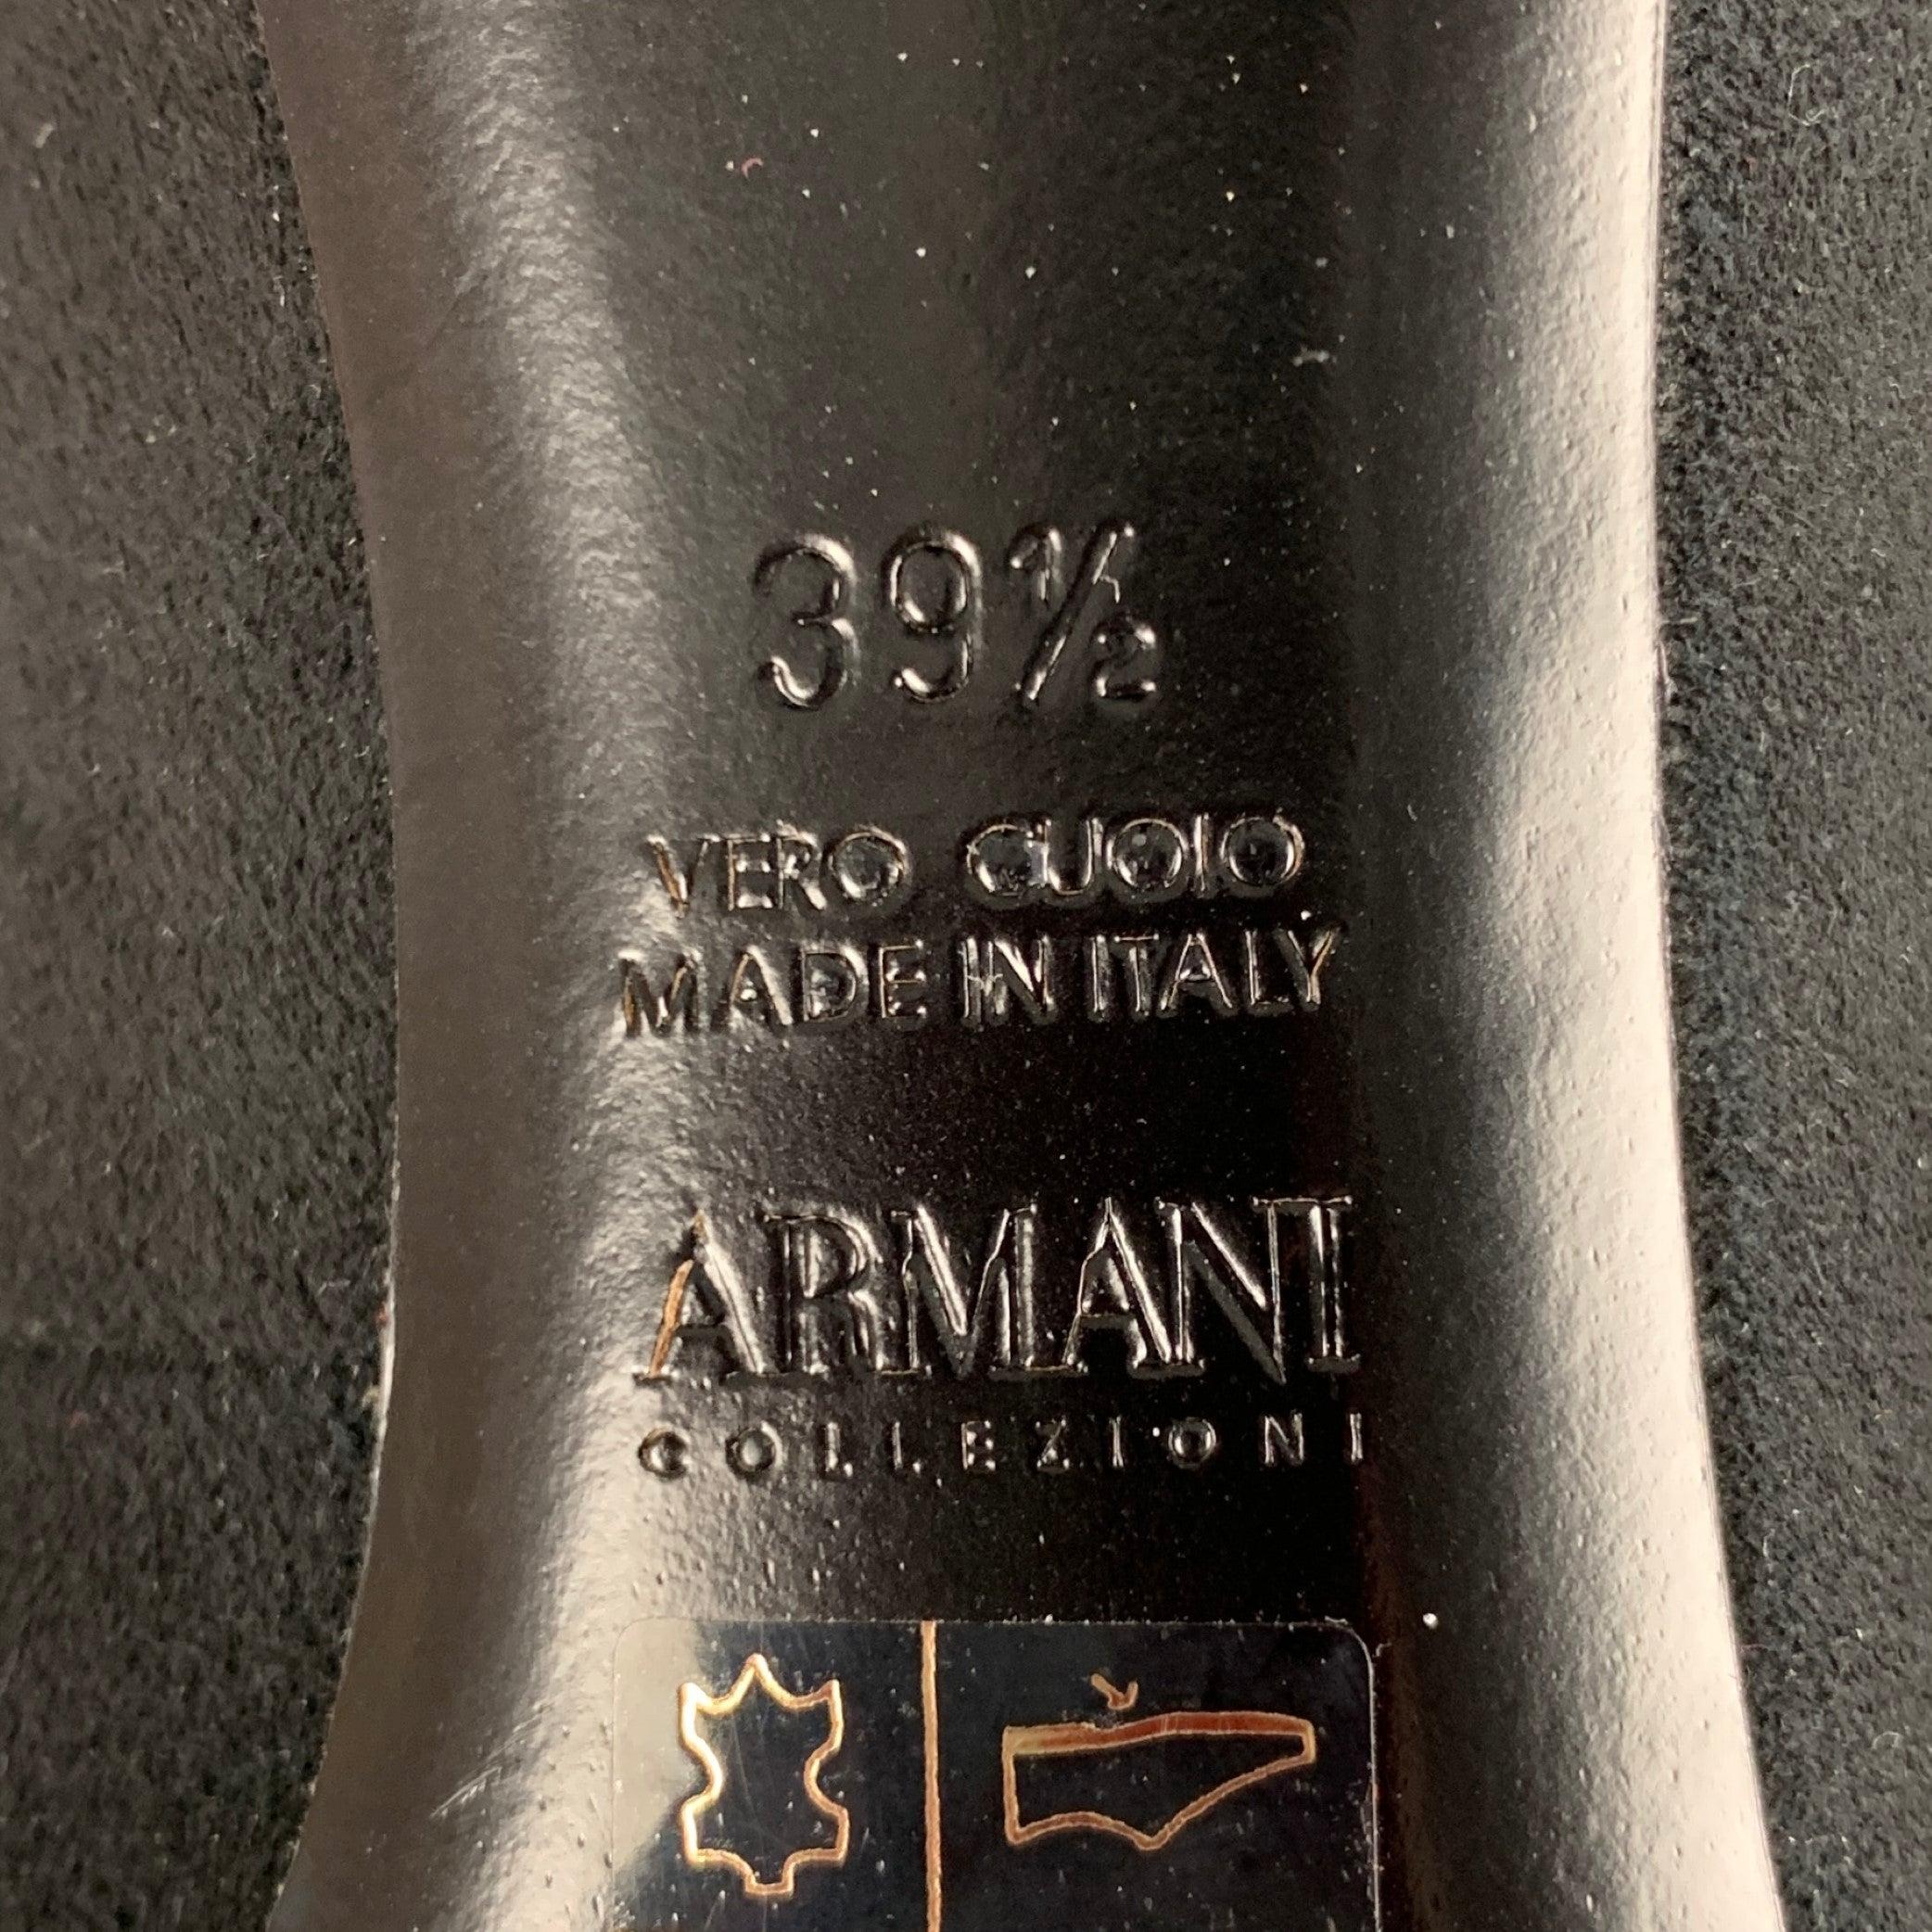 39½
VERO CUOIO
MADE IN ITALY
ARMANI
COLLEZIONI